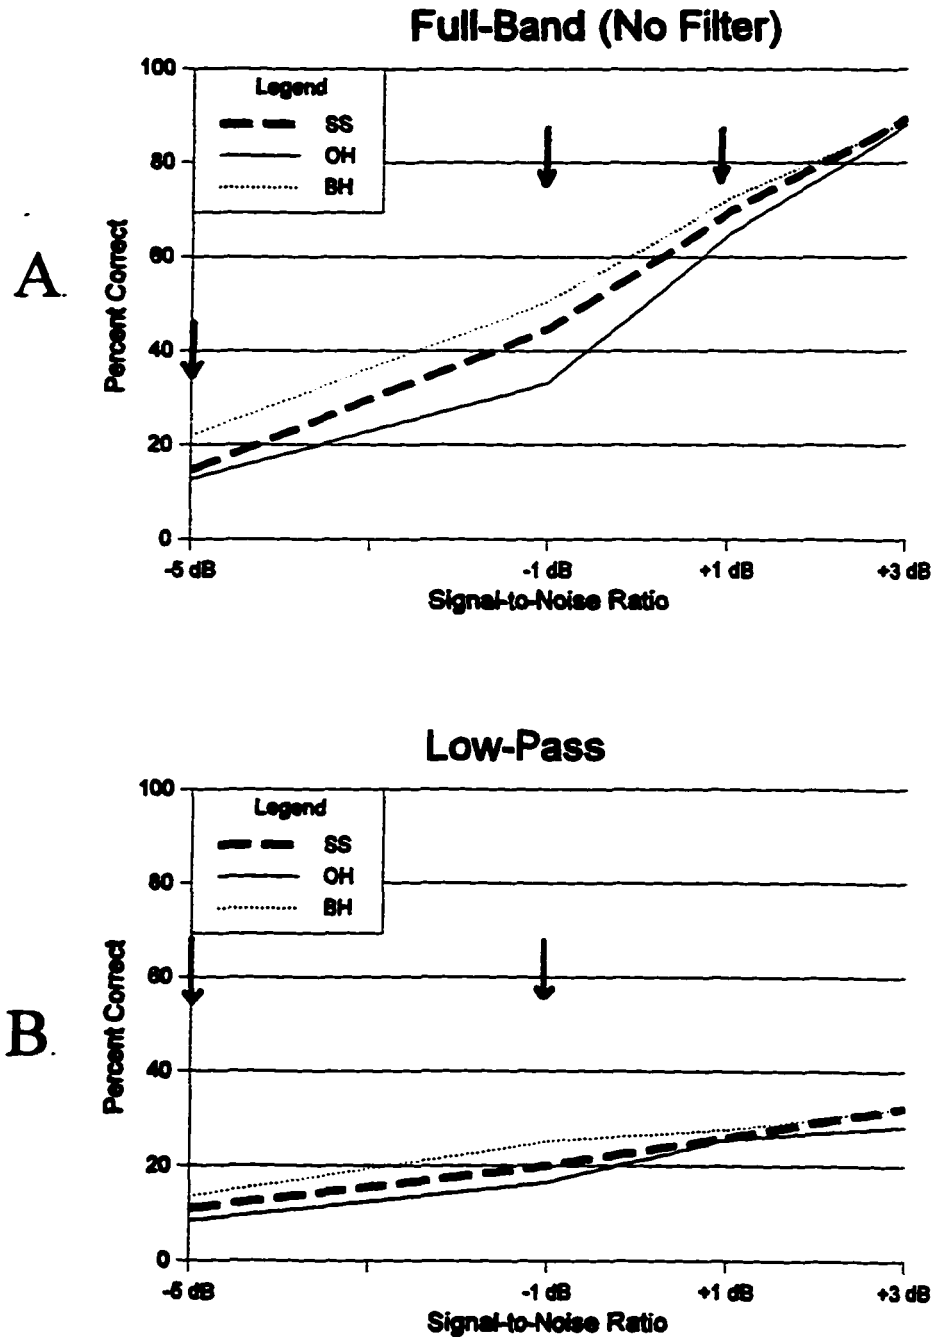 Full-Band (No Filter)
100
80
60
40
20
0
Legend
SS
OH
BH
A.
Percent Correct
-5 dB
-1 dB
+1 dB
+3 dB
Signal-to-Noise Ratio
Low-Pass
100
80
60
40
20
0
Legend
SS
OH
BH
B.
Percent Correct
-5 dB
-1 dB
+1 dB
+3 dB
Signal-to-Noise Ratio